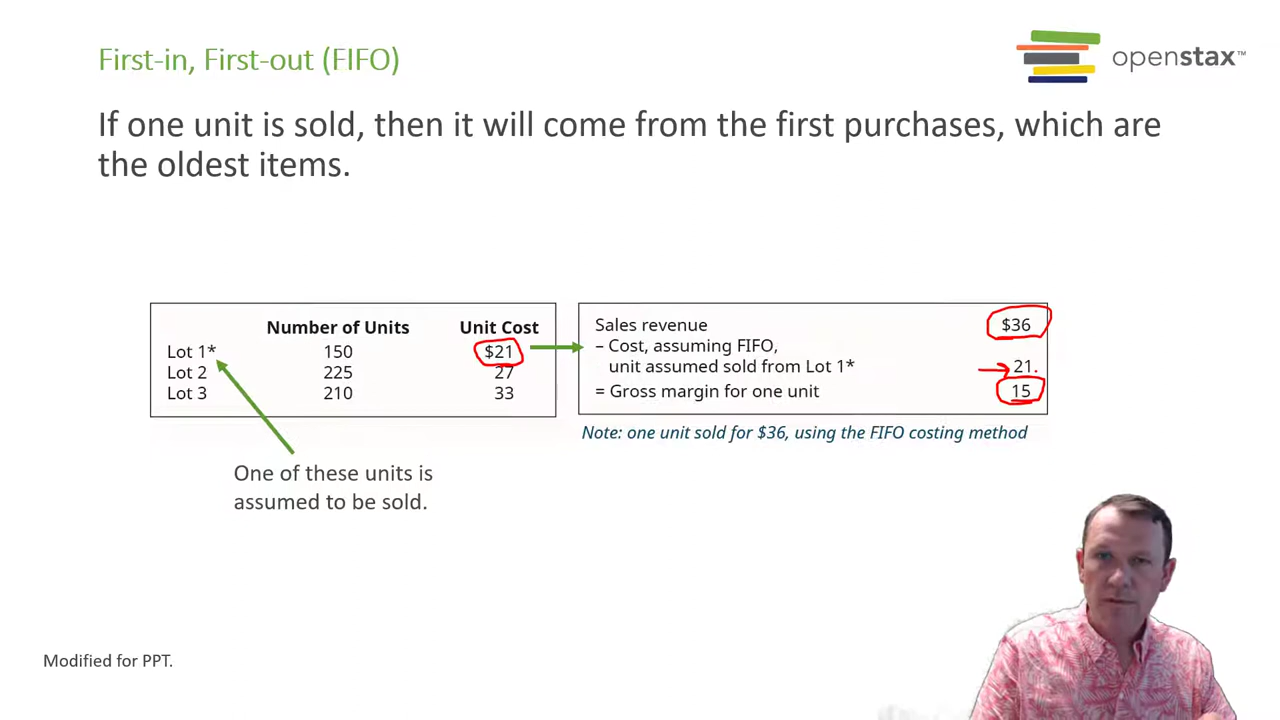 First-in, First-out (FIFO)
openstax™
If one unit is sold, then it will come from the first purchases, which are
the oldest items.
Number of Units Unit Cost
Lot 1* 150 $21
Lot 2 225 27
Lot 3 210 33
Sales revenue $36
– Cost, assuming FIFO,
unit assumed sold from Lot 1* 21.
= Gross margin for one unit 15
Note: one unit sold for $36, using the FIFO costing method
One of these units is
assumed to be sold.
Modified for PPT.